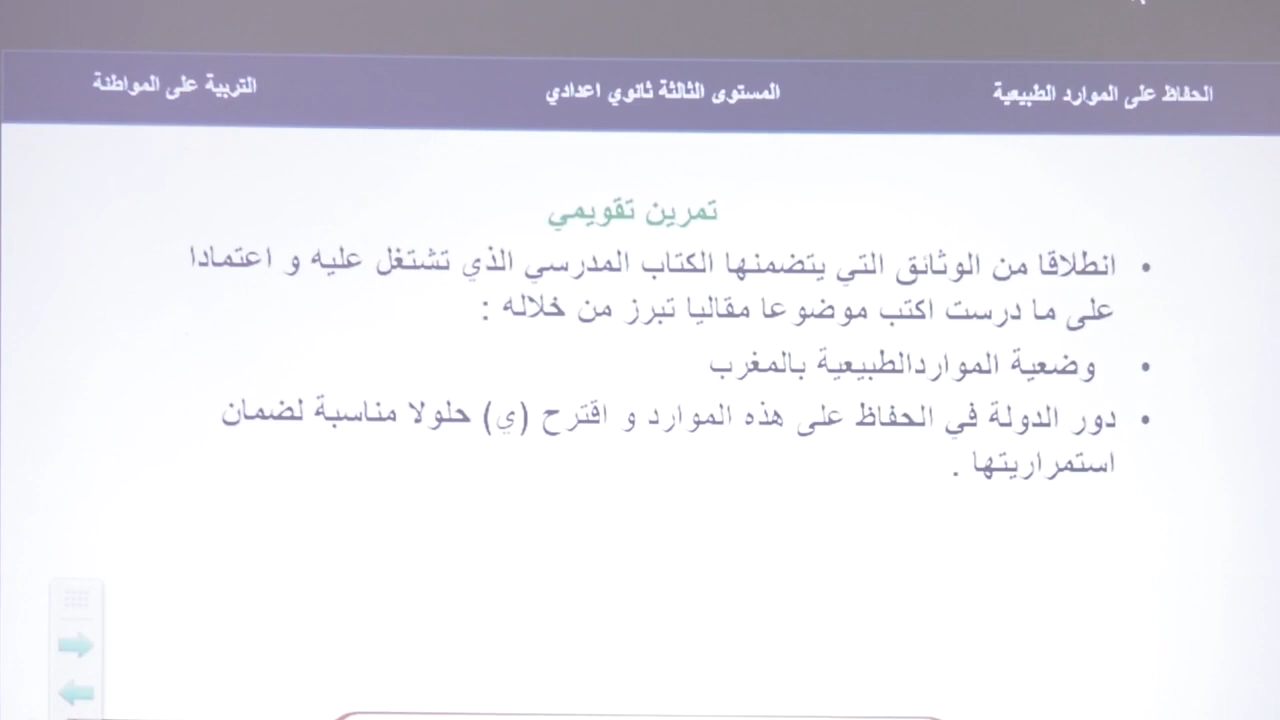 الحفاظ على الموارد الطبيعية
المستوى الثالثة ثانوي اعدادي
التربية على المواطنة
تمرين تقويمي
• انطلاقا من الوثائق التي يتضمنها الكتاب المدرسي الذي تشتغل عليه و اعتمادا
على ما درست اكتب موضوعا مقاليا تبرز من خلاله :
• وضعية المواردالطبيعية بالمغرب
• دور الدولة في الحفاظ على هذه الموارد و اقترح (ي) حلولا مناسبة لضمان
استمراريتها .